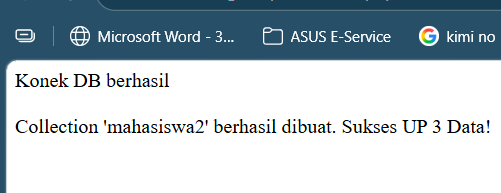 Microsoft Word - 3... ASUS E-Service kimi no
Konek DB berhasil
Collection 'mahasiswa2' berhasil dibuat. Sukses UP 3 Data!